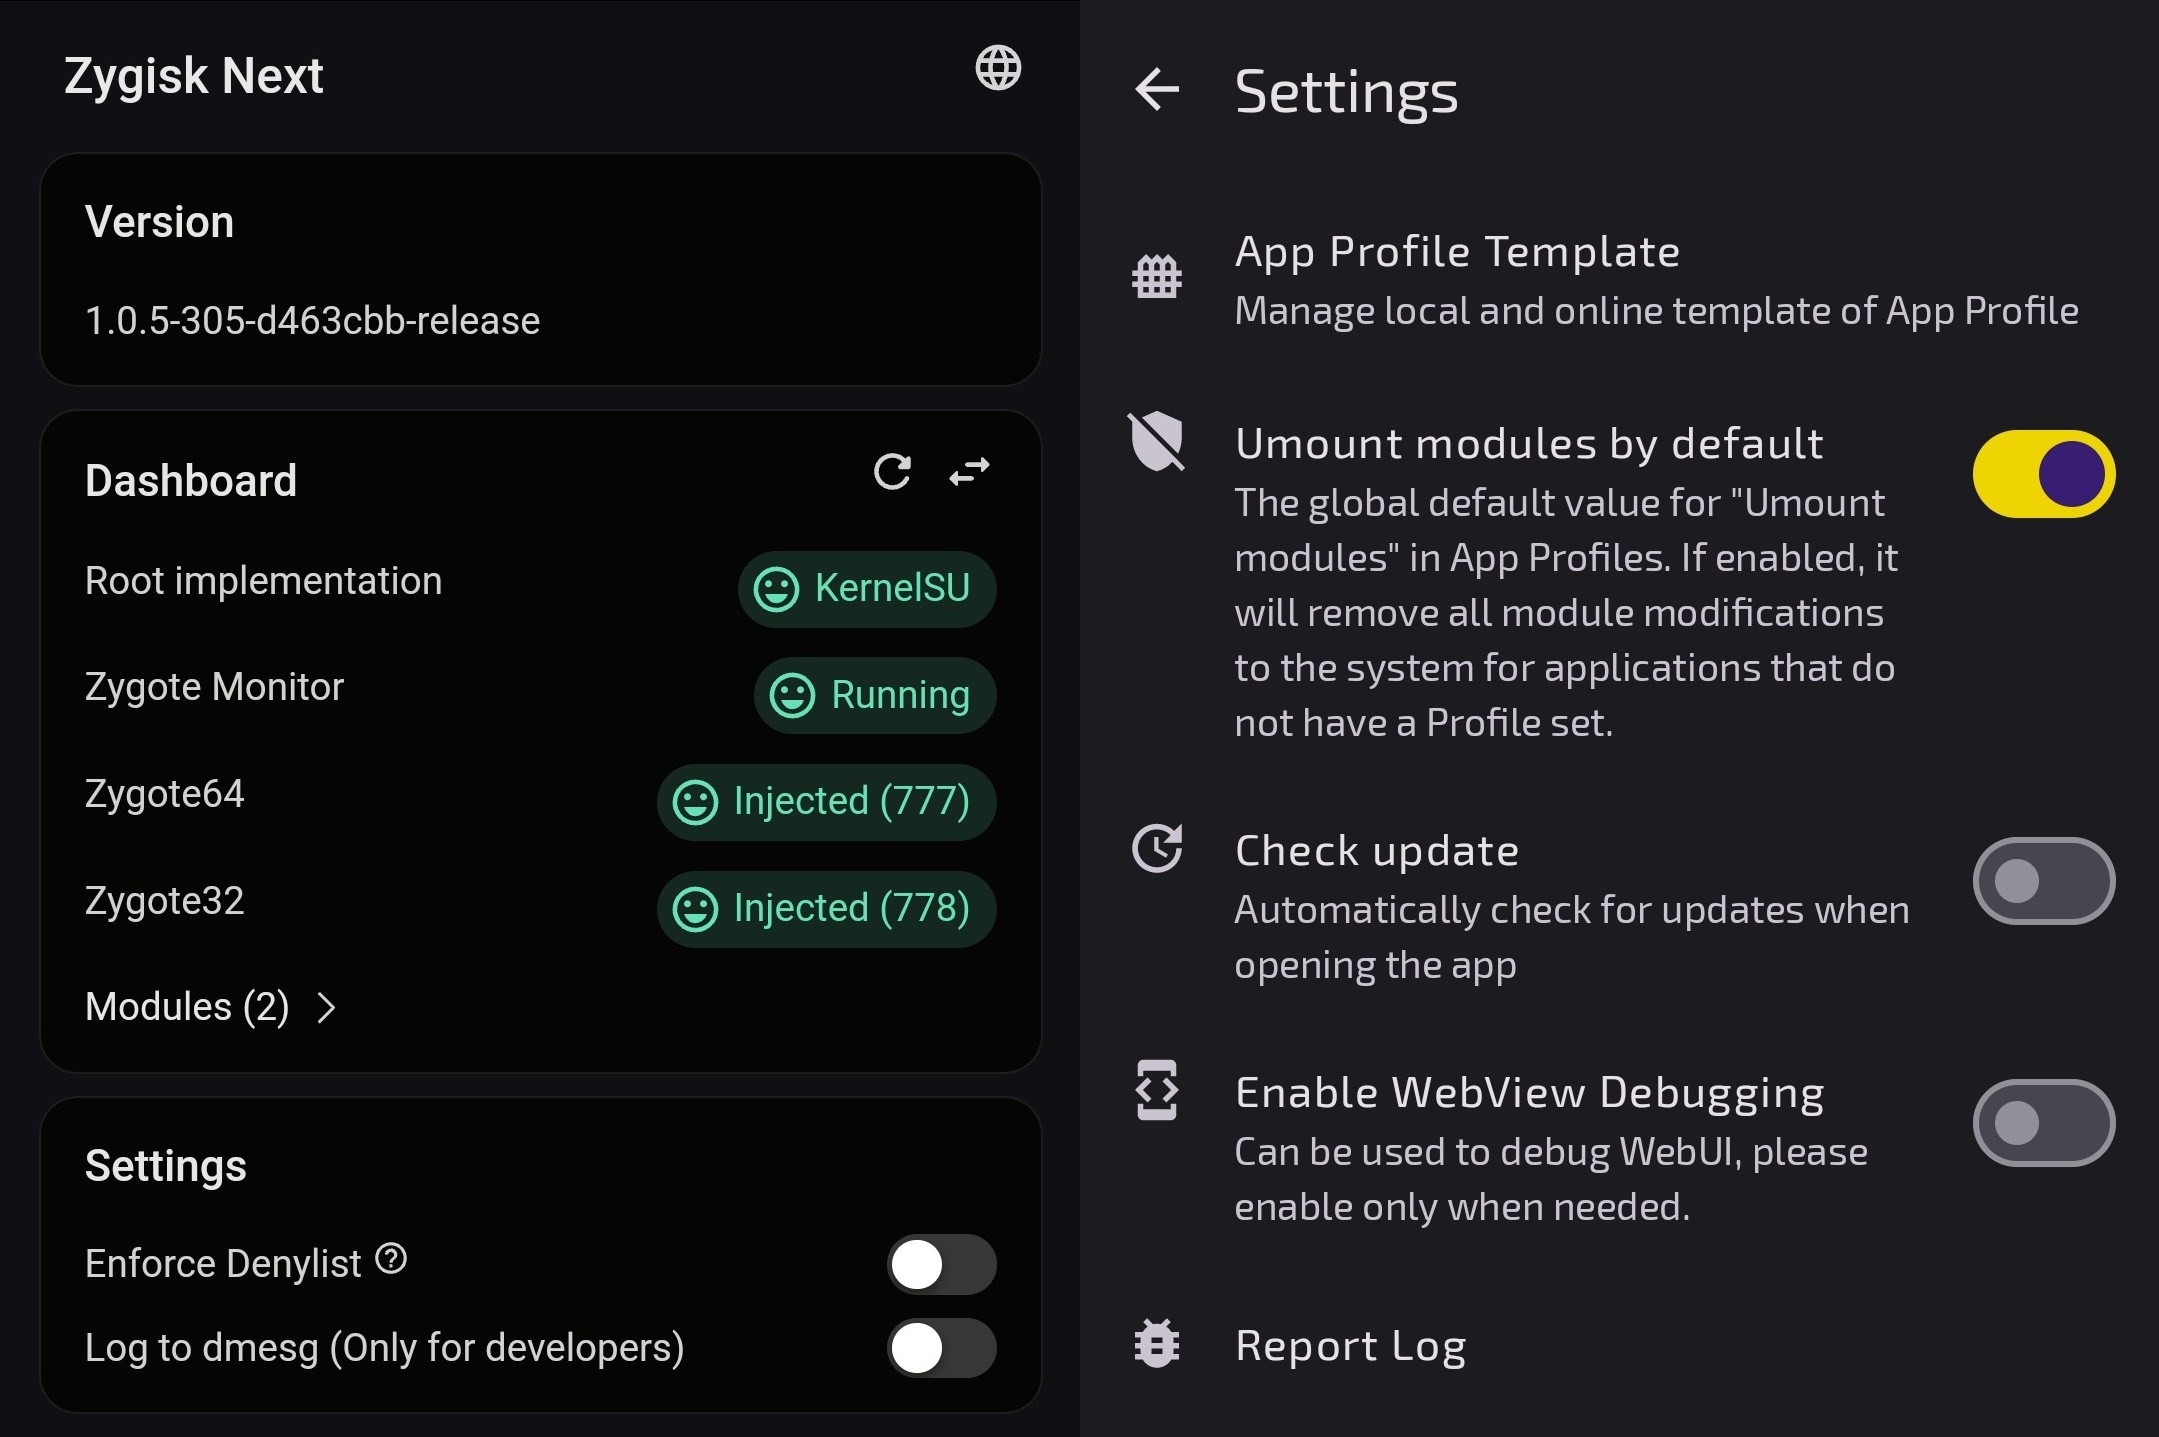 Zygisk Next
Version
1.0.5-305-d463cbb-release
Dashboard
Root implementation
KernelSU
Zygote Monitor
Running
Zygote64
Injected (777)
Zygote32
Injected (778)
Modules (2)
Settings
Enforce Denylist
Log to dmesg (Only for developers)
Settings
App Profile Template
Manage local and online template of App Profile
Umount modules by default
The global default value for "Umount
modules" in App Profiles. If enabled, it
will remove all module modifications
to the system for applications that do
not have a Profile set.
Check update
Automatically check for updates when
opening the app
Enable WebView Debugging
Can be used to debug WebUI, please
enable only when needed.
Report Log